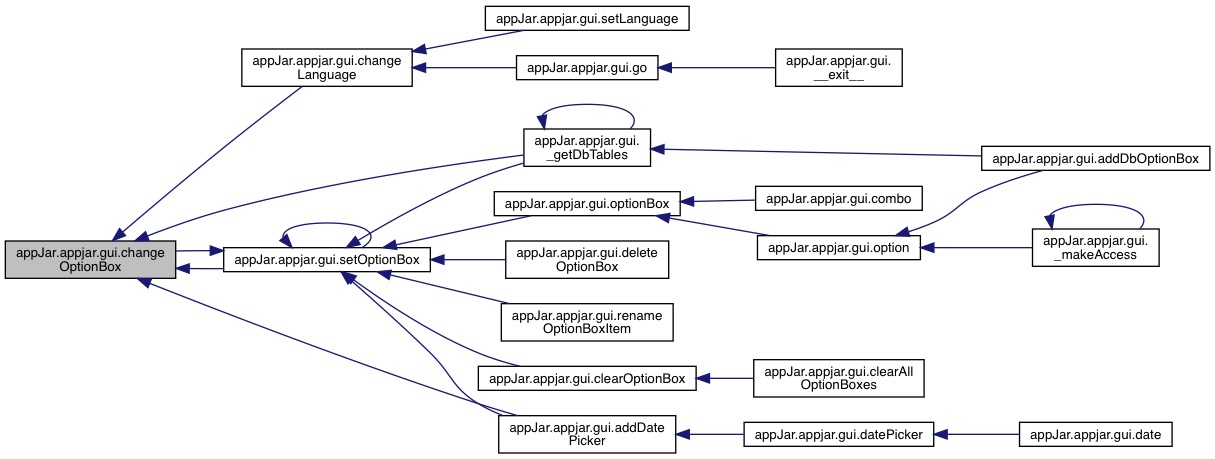 appJar.appjar.gui.setLanguage
appJar.appjar.gui.change
Language
appJar.appjar.gui.go
appJar.appjar.gui.
__exit__
appJar.appjar.gui.
_getDbTables
appJar.appjar.gui.addDbOptionBox
appJar.appjar.gui.optionBox
appJar.appjar.gui.combo
appJar.appjar.gui.option
appJar.appjar.gui.
_makeAccess
appJar.appjar.gui.change
OptionBox
appJar.appjar.gui.setOptionBox
appJar.appjar.gui.delete
OptionBox
appJar.appjar.gui.rename
OptionBoxItem
appJar.appjar.gui.clearOptionBox
appJar.appjar.gui.clearAll
OptionBoxes
appJar.appjar.gui.addDate
Picker
appJar.appjar.gui.datePicker
appJar.appjar.gui.date